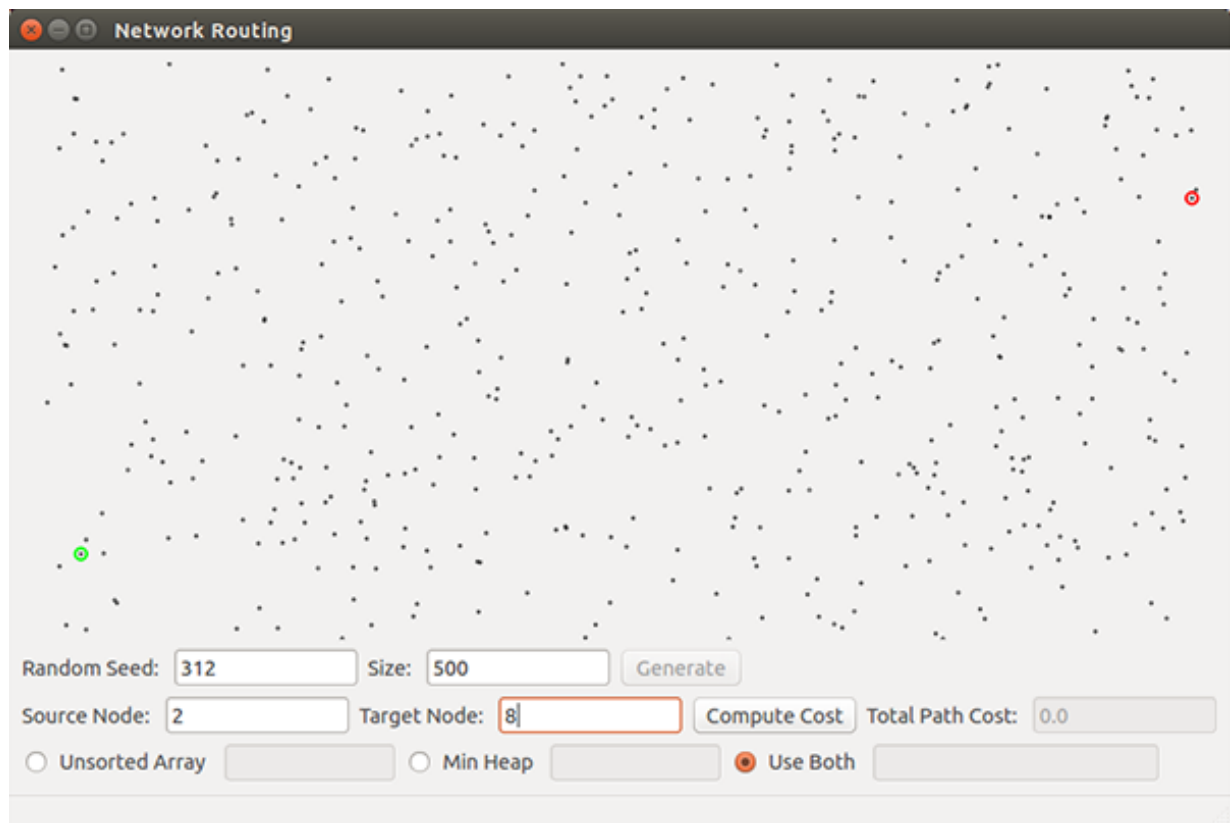 Network Routing
Random Seed: 312 Size: 500 Generate
Source Node: 2 Target Node: 8 Compute Cost Total Path Cost: 0.0
Unsorted Array Min Heap Use Both